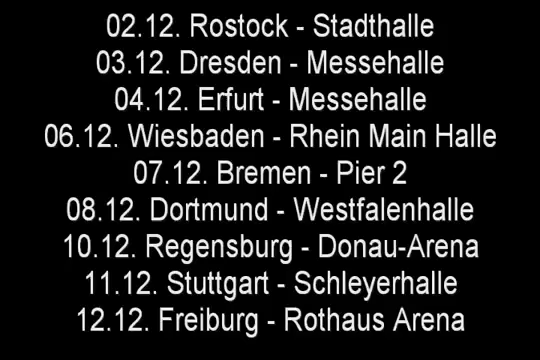 02.12. Rostock - Stadthalle
03.12. Dresden - Messehalle
04.12. Erfurt - Messehalle
06.12. Wiesbaden - Rhein Main Halle
07.12. Bremen - Pier 2
08.12. Dortmund - Westfalenhalle
10.12. Regensburg - Donau-Arena
11.12. Stuttgart - Schleyerhalle
12.12. Freiburg - Rothaus Arena